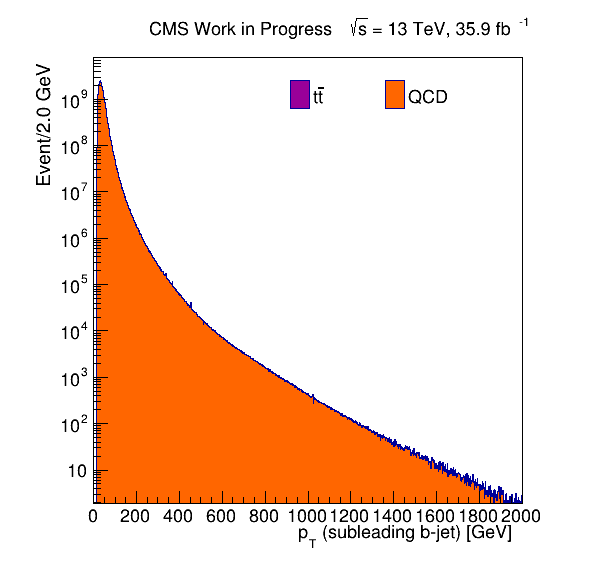 CMS Work in Progress √s = 13 TeV, 35.9 fb⁻¹
Event/2.0 GeV
tt̄
QCD
10⁹
10⁸
10⁷
10⁶
10⁵
10⁴
10³
10²
10
0 200 400 600 800 1000 1200 1400 1600 1800 2000
p_T (subleading b-jet) [GeV]